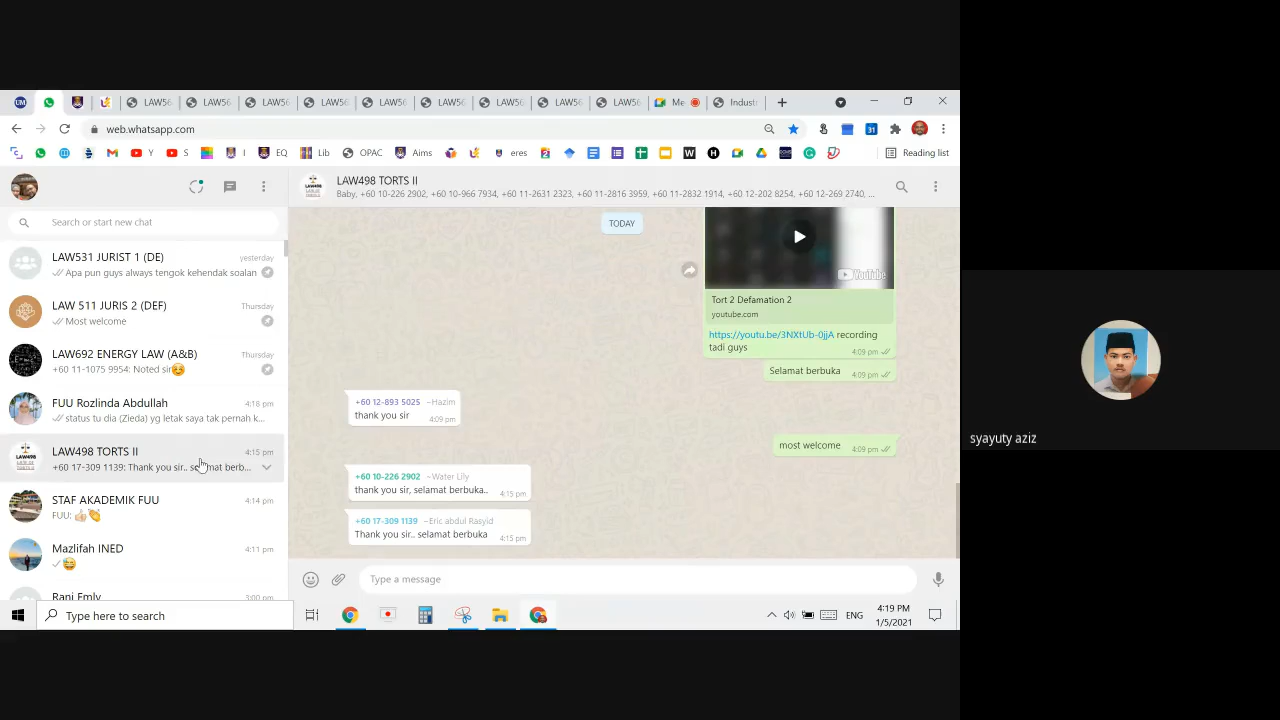 UM
LAW56
LAW56
LAW56
LAW56
LAW56
LAW56
LAW56
LAW56
LAW56
Me
Indust
web.whatsapp.com
Y
S
I
EQ
Lib
OPAC
Aims
eres
Reading list
LAW498 TORTS II
Baby, +60 10-226 2902, +60 10-966 7934, +60 11-2631 2323, +60 11-2816 3959, +60 11-2832 1914, +60 12-202 8254, +60 12-269 2740, ...
Search or start new chat
LAW531 JURIST 1 (DE)
yesterday
Apa pun guys always tengok kehendak soalan
LAW 511 JURIS 2 (DEF)
Thursday
Most welcome
LAW692 ENERGY LAW (A&B)
Thursday
+60 11-1075 9954: Noted sir😊
FUU Rozlinda Abdullah
4:18 pm
status tu dia (Zieda) yg letak saya tak pernah k...
LAW498 TORTS II
4:15 pm
+60 17-309 1139: Thank you sir.. selamat berb...
STAF AKADEMIK FUU
4:14 pm
FUU: 👍🏻👏
Mazlifah INED
4:11 pm
😅
Rani Emly
3:00 pm
TODAY
YouTube
Tort 2 Defamation 2
youtube.com
https://youtu.be/3NXtUb-0jjA recording
tadi guys
4:09 pm
Selamat berbuka
4:09 pm
+60 12-893 5025 ~Hazim
thank you sir
4:09 pm
most welcome
4:09 pm
+60 10-226 2902 ~Water Lily
thank you sir, selamat berbuka..
4:15 pm
+60 17-309 1139 ~Eric abdul Rasyid
Thank you sir.. selamat berbuka
4:15 pm
Type a message
Type here to search
ENG
4:19 PM
1/5/2021
syayuty aziz